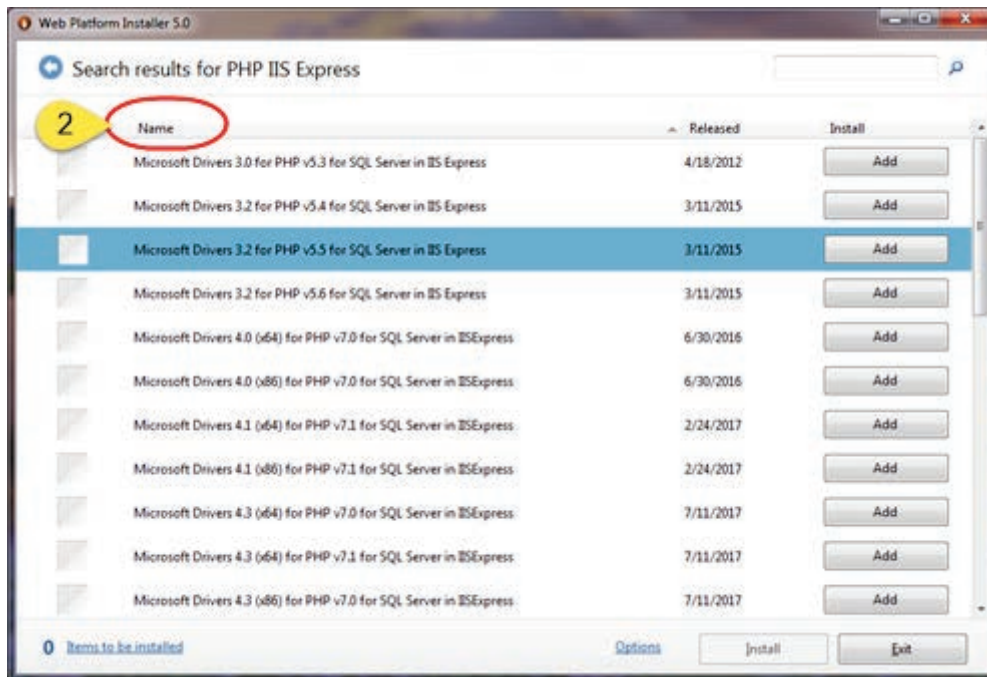 Web Platform Installer 5.0
Search results for PHP IIS Express
2
Name Released Install
Microsoft Drivers 3.0 for PHP v5.3 for SQL Server in IIS Express 4/18/2012 Add
Microsoft Drivers 3.2 for PHP v5.4 for SQL Server in IIS Express 3/11/2015 Add
Microsoft Drivers 3.2 for PHP v5.5 for SQL Server in IIS Express 3/11/2015 Add
Microsoft Drivers 3.2 for PHP v5.6 for SQL Server in IIS Express 3/11/2015 Add
Microsoft Drivers 4.0 (x64) for PHP v7.0 for SQL Server in IISExpress 6/30/2016 Add
Microsoft Drivers 4.0 (x86) for PHP v7.0 for SQL Server in IISExpress 6/30/2016 Add
Microsoft Drivers 4.1 (x64) for PHP v7.1 for SQL Server in IISExpress 2/24/2017 Add
Microsoft Drivers 4.1 (x86) for PHP v7.1 for SQL Server in IISExpress 2/24/2017 Add
Microsoft Drivers 4.3 (x64) for PHP v7.0 for SQL Server in IISExpress 7/11/2017 Add
Microsoft Drivers 4.3 (x64) for PHP v7.1 for SQL Server in IISExpress 7/11/2017 Add
Microsoft Drivers 4.3 (x86) for PHP v7.0 for SQL Server in IISExpress 7/11/2017 Add
0 Items to be installed Options Install Exit